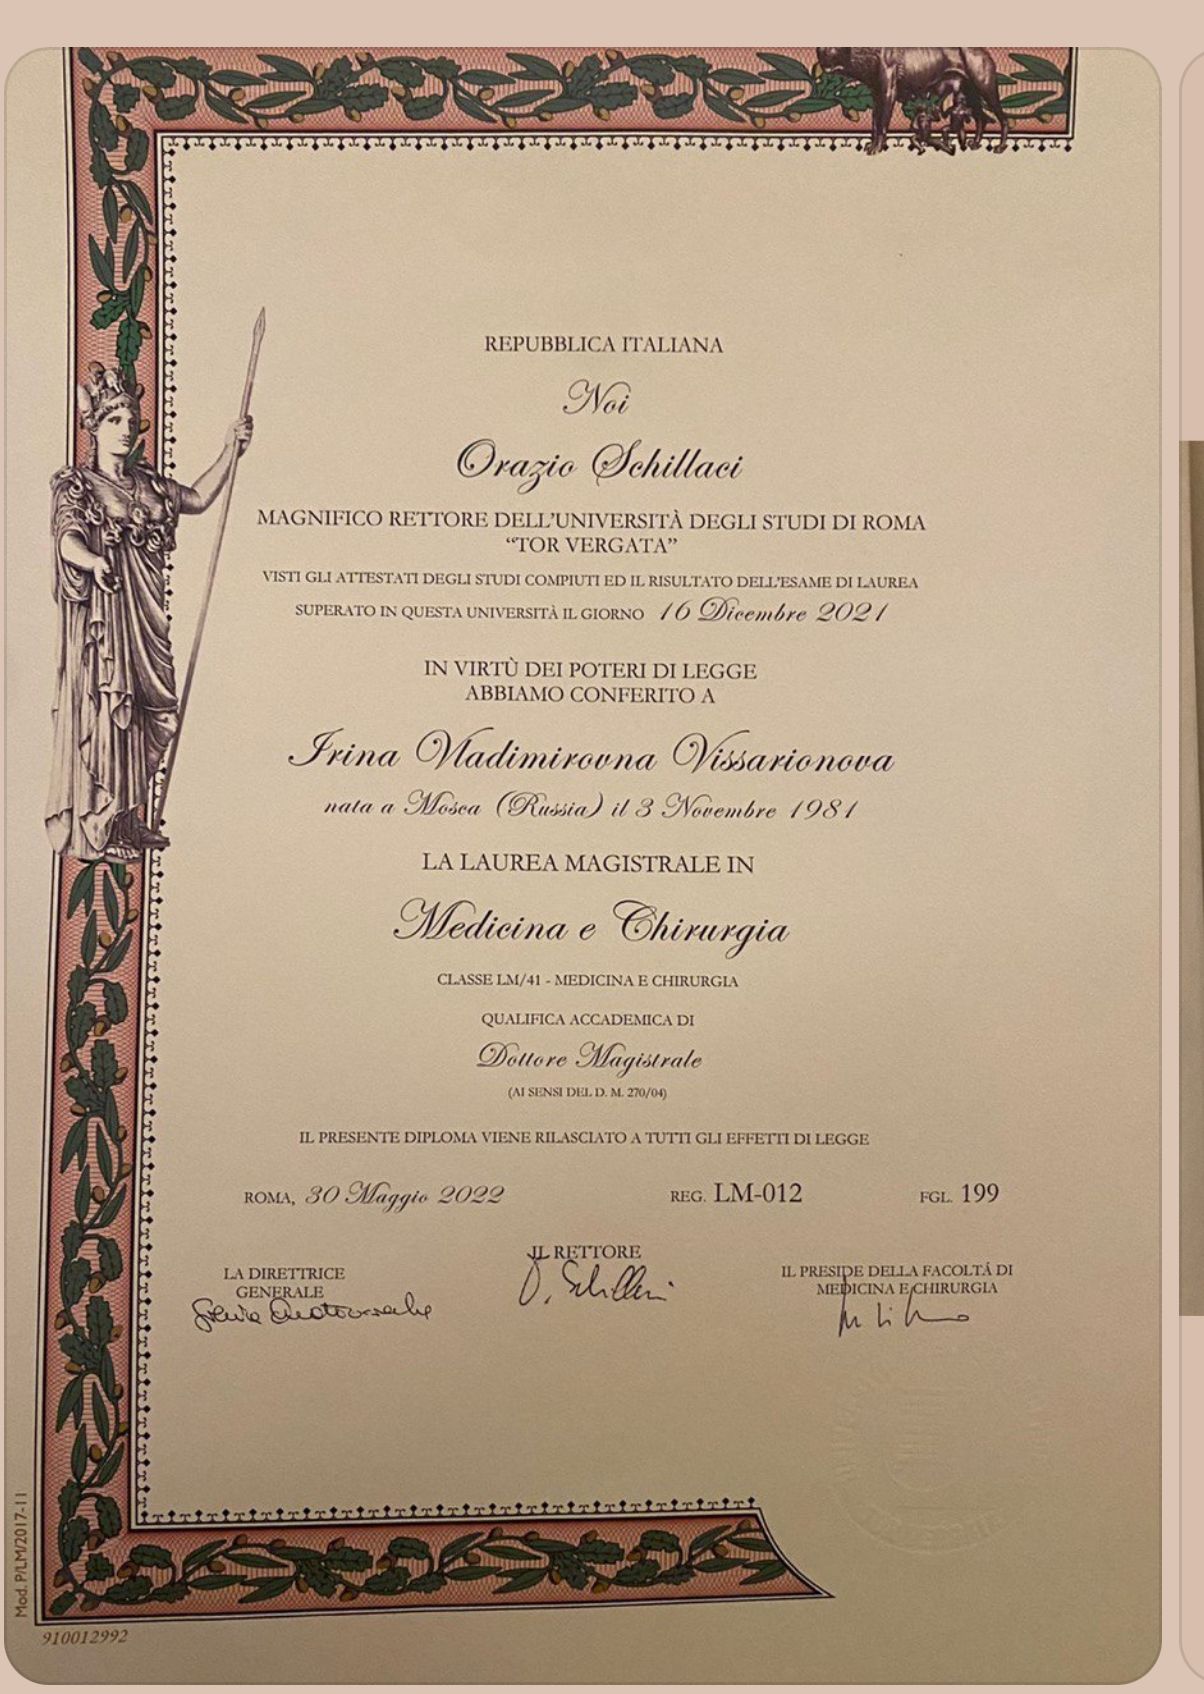 REPUBBLICA ITALIANA
Noi
Orazio Schillaci
MAGNIFICO RETTORE DELL'UNIVERSITÀ DEGLI STUDI DI ROMA
“TOR VERGATA”
VISTI GLI ATTESTATI DEGLI STUDI COMPIUTI ED IL RISULTATO DELL'ESAME DI LAUREA
SUPERATO IN QUESTA UNIVERSITÀ IL GIORNO 16 Dicembre 2021
IN VIRTÙ DEI POTERI DI LEGGE
ABBIAMO CONFERITO A
Irina Vladimirovna Vissarionova
nata a Mosca (Russia) il 3 Novembre 1981
LA LAUREA MAGISTRALE IN
Medicina e Chirurgia
CLASSE LM/41 - MEDICINA E CHIRURGIA
QUALIFICA ACCADEMICA DI
Dottore Magistrale
(AI SENSI DEL D. M. 270/04)
IL PRESENTE DIPLOMA VIENE RILASCIATO A TUTTI GLI EFFETTI DI LEGGE
ROMA, 30 Maggio 2022 REG. LM-012 FGL. 199
LA DIRETTRICE
GENERALE
IL RETTORE
O. Schillaci
IL PRESIDE DELLA FACOLTÁ DI
MEDICINA E CHIRURGIA
Mod. P/LM/2017-11
910012992